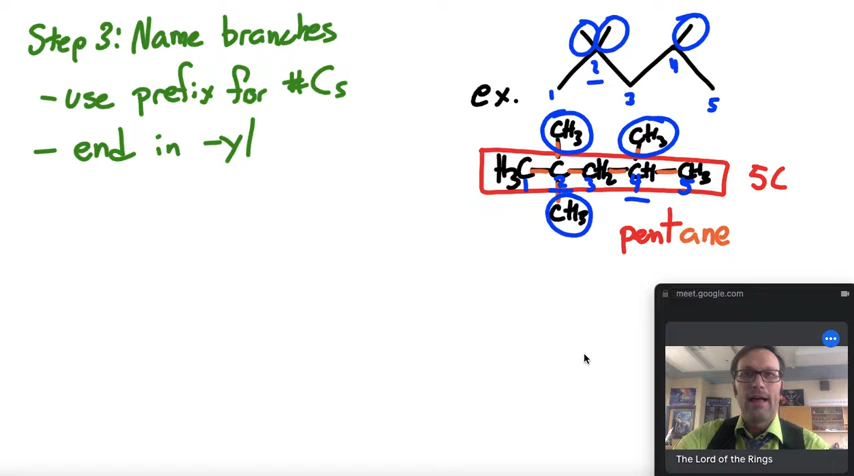 Step 3: Name branches
- use prefix for #Cs
- end in -yl
ex.
1
2
3
4
5
CH3
CH3
H3C-C-CH2-CH-CH3
1 2 3 4 5
CH3
5C
pentane
meet.google.com
The Lord of the Rings